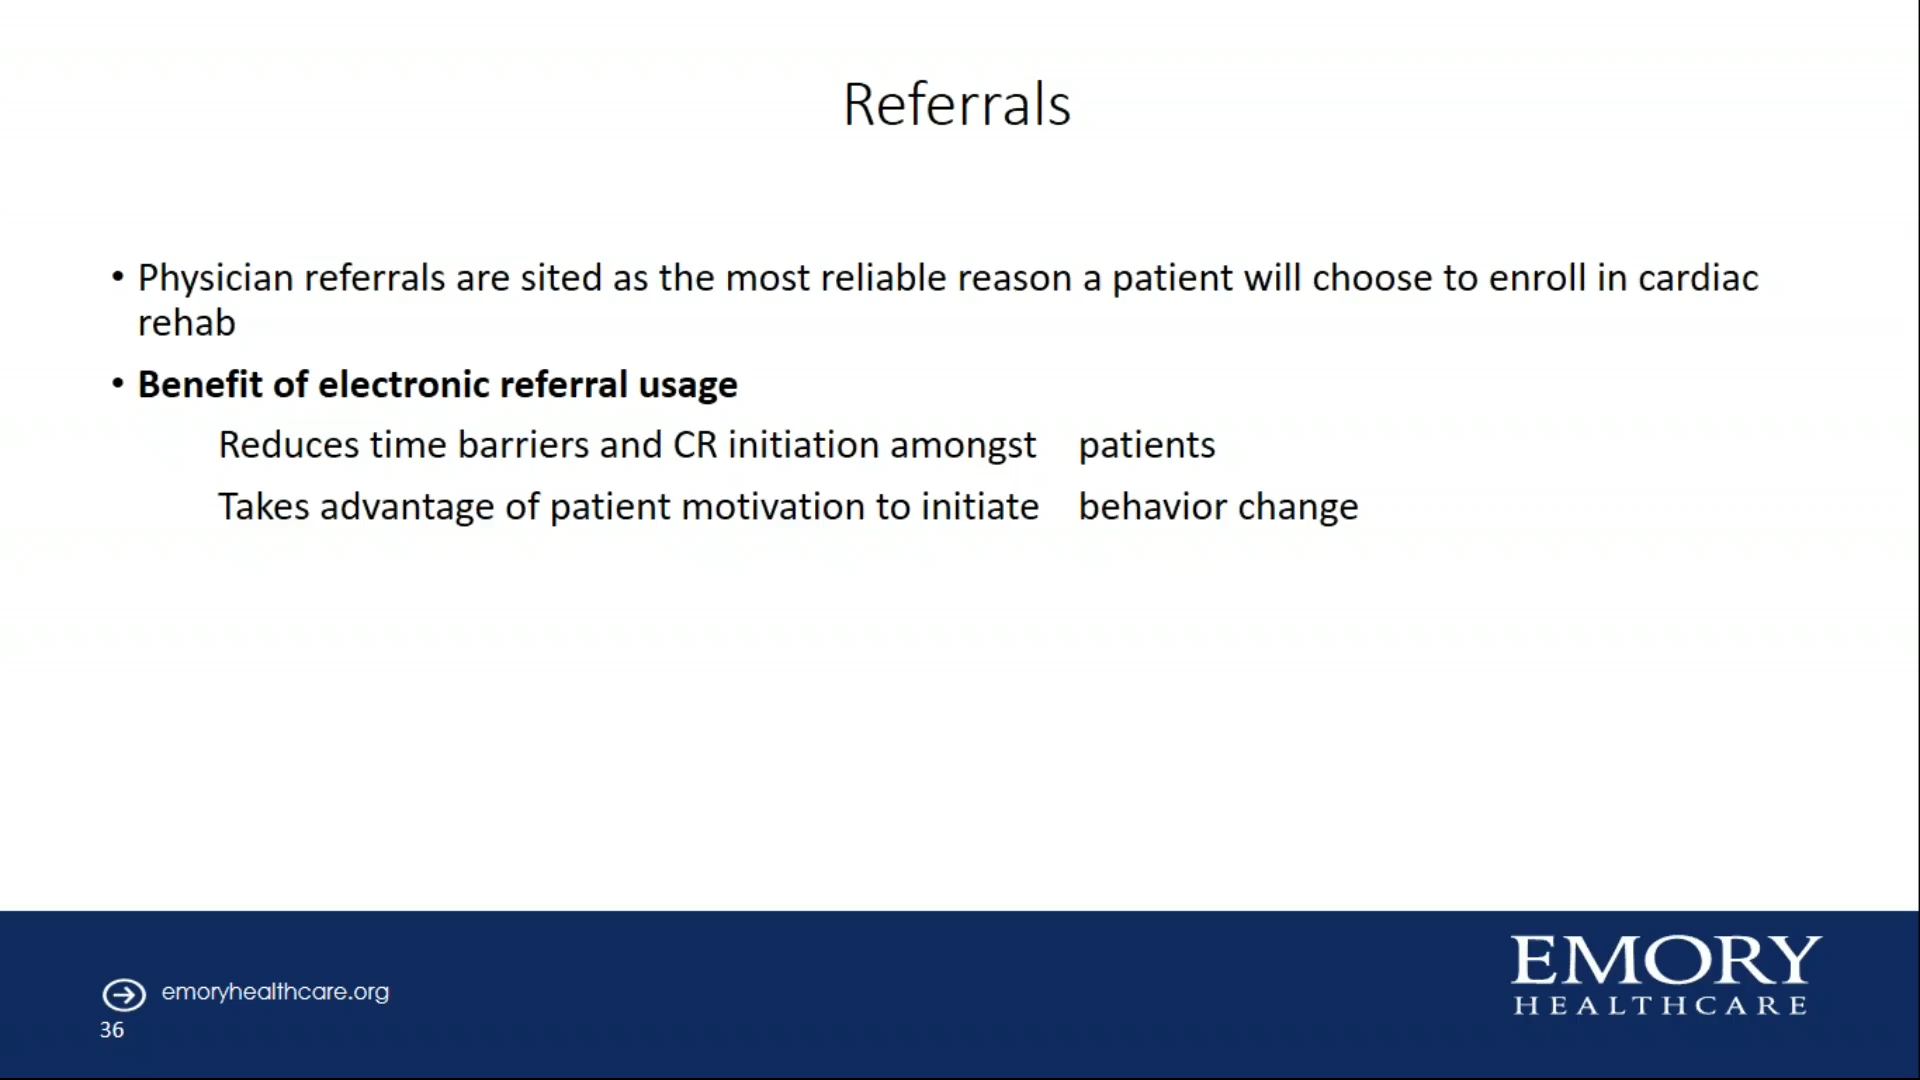 Referrals
• Physician referrals are sited as the most reliable reason a patient will choose to enroll in cardiac
rehab
• Benefit of electronic referral usage
Reduces time barriers and CR initiation amongst patients
Takes advantage of patient motivation to initiate behavior change
emoryhealthcare.org
36
EMORY
HEALTHCARE